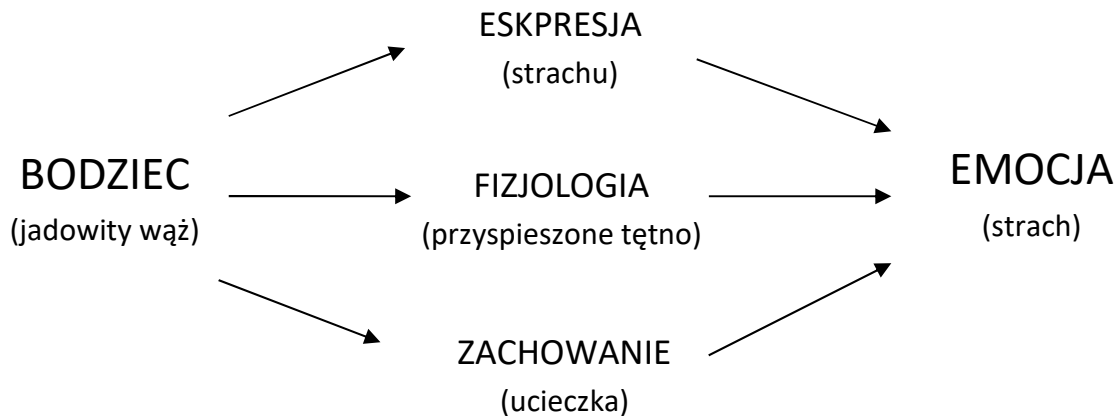 ESKPRESJA
(strachu)
BODZIEC
(jadowity wąż)
FIZJOLOGIA
(przyspieszone tętno)
EMOCJA
(strach)
ZACHOWANIE
(ucieczka)